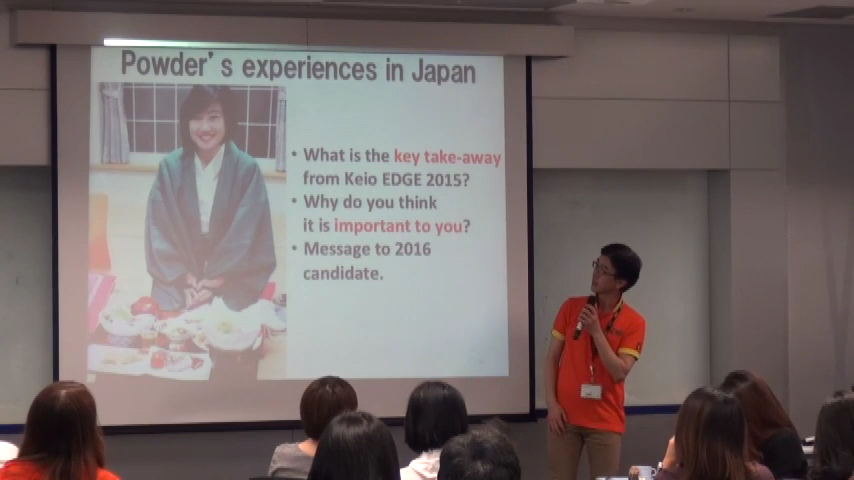 Powder's experiences in Japan
• What is the key take-away
from Keio EDGE 2015?
• Why do you think
it is important to you?
• Message to 2016
candidate.